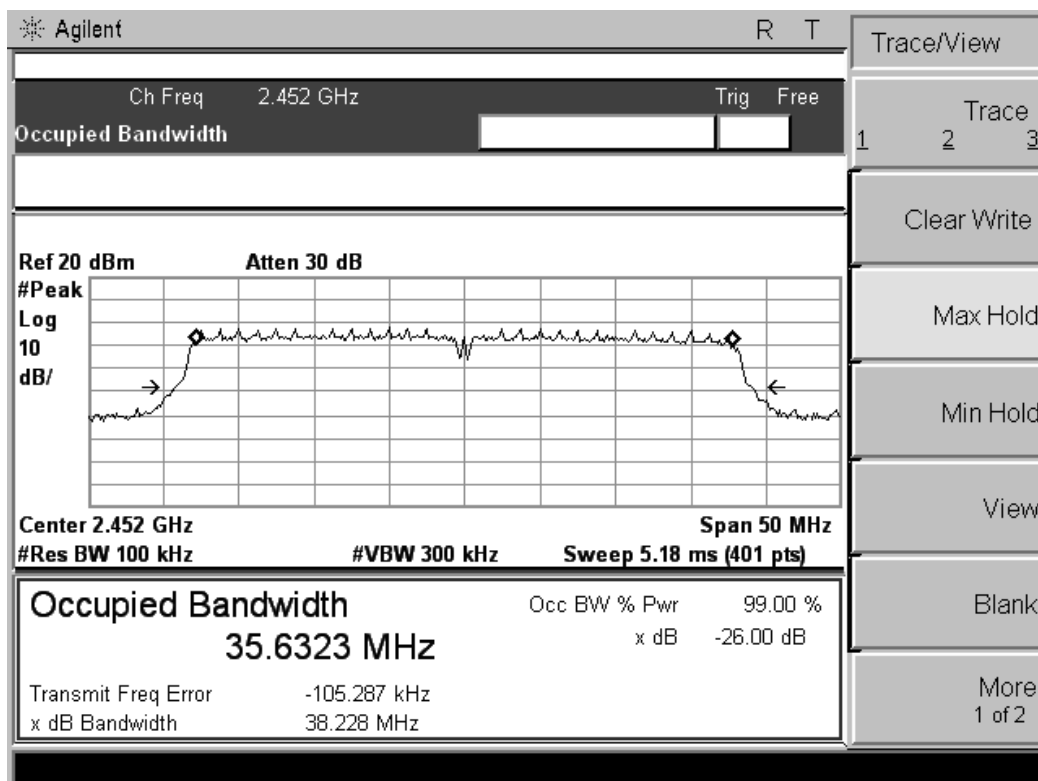 Agilent R T
Ch Freq 2.452 GHz Trig Free
Occupied Bandwidth
Ref 20 dBm Atten 30 dB
#Peak
Log
10
dB/
Center 2.452 GHz Span 50 MHz
#Res BW 100 kHz #VBW 300 kHz Sweep 5.18 ms (401 pts)
Occupied Bandwidth Occ BW % Pwr 99.00 %
35.6323 MHz x dB -26.00 dB
Transmit Freq Error -105.287 kHz
x dB Bandwidth 38.228 MHz
Trace/View
Trace
1 2 3
Clear Write
Max Hold
Min Hold
View
Blank
More
1 of 2